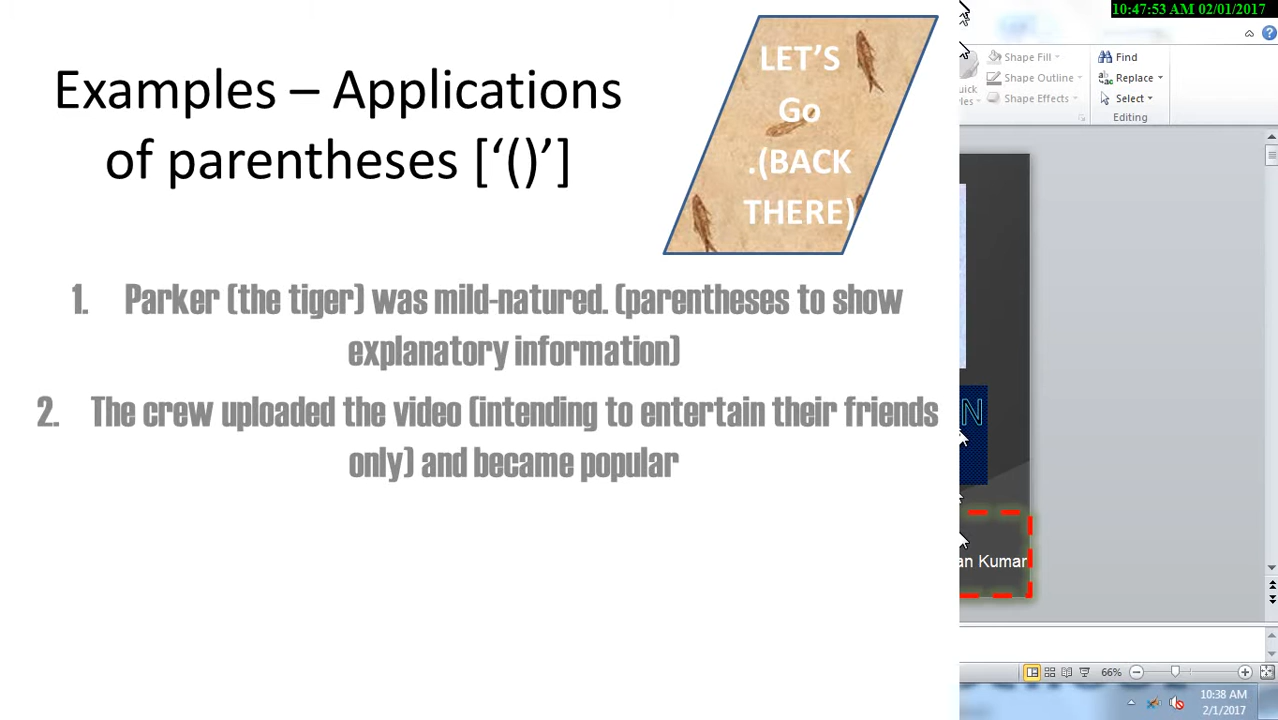 10:47:53 AM 02/01/2017
Examples – Applications
of parentheses [‘()’]
LET’S
Go
.(BACK
THERE)
1. Parker (the tiger) was mild-natured. (parentheses to show
explanatory information)
2. The crew uploaded the video (intending to entertain their friends
only) and became popular
Shape Fill
Shape Outline
Shape Effects
Find
Replace
Select
Editing
N
an Kumar
66%
10:38 AM
2/1/2017